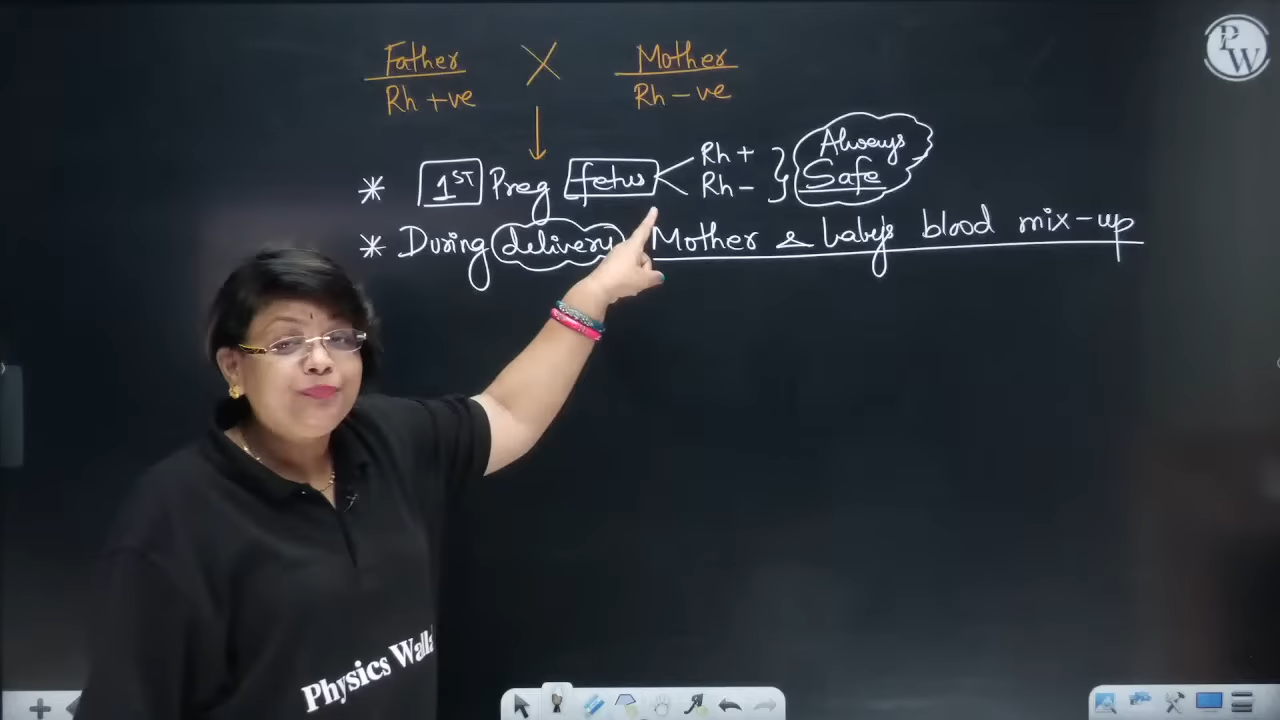 PW
Father X Mother
Rh +ve Rh -ve
* 1ST Preg fetus Rh + Rh - } Always Safe
* During delivery Mother & baby's blood mix-up
Physics Walla